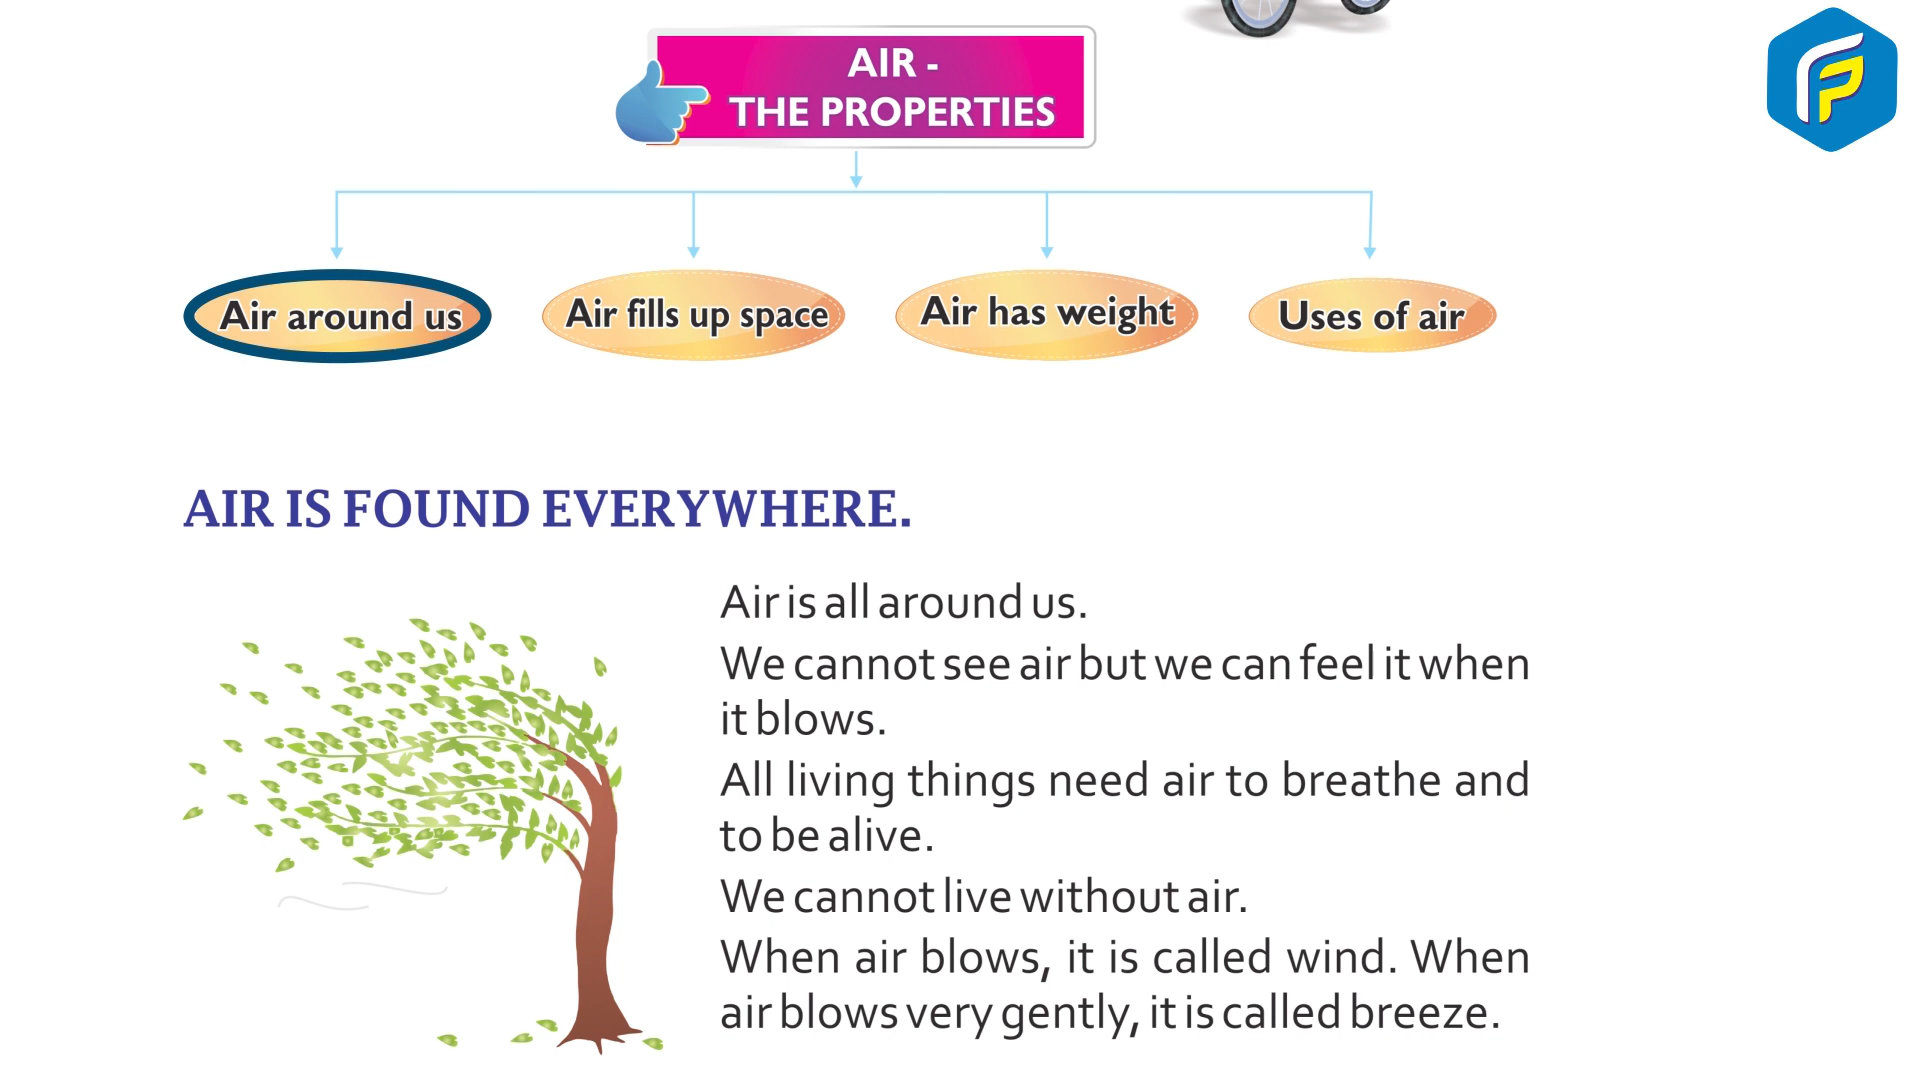 AIR -
THE PROPERTIES
Air around us
Air fills up space
Air has weight
Uses of air
AIR IS FOUND EVERYWHERE.
Air is all around us.
We cannot see air but we can feel it when
it blows.
All living things need air to breathe and
to be alive.
We cannot live without air.
When air blows, it is called wind. When
air blows very gently, it is called breeze.